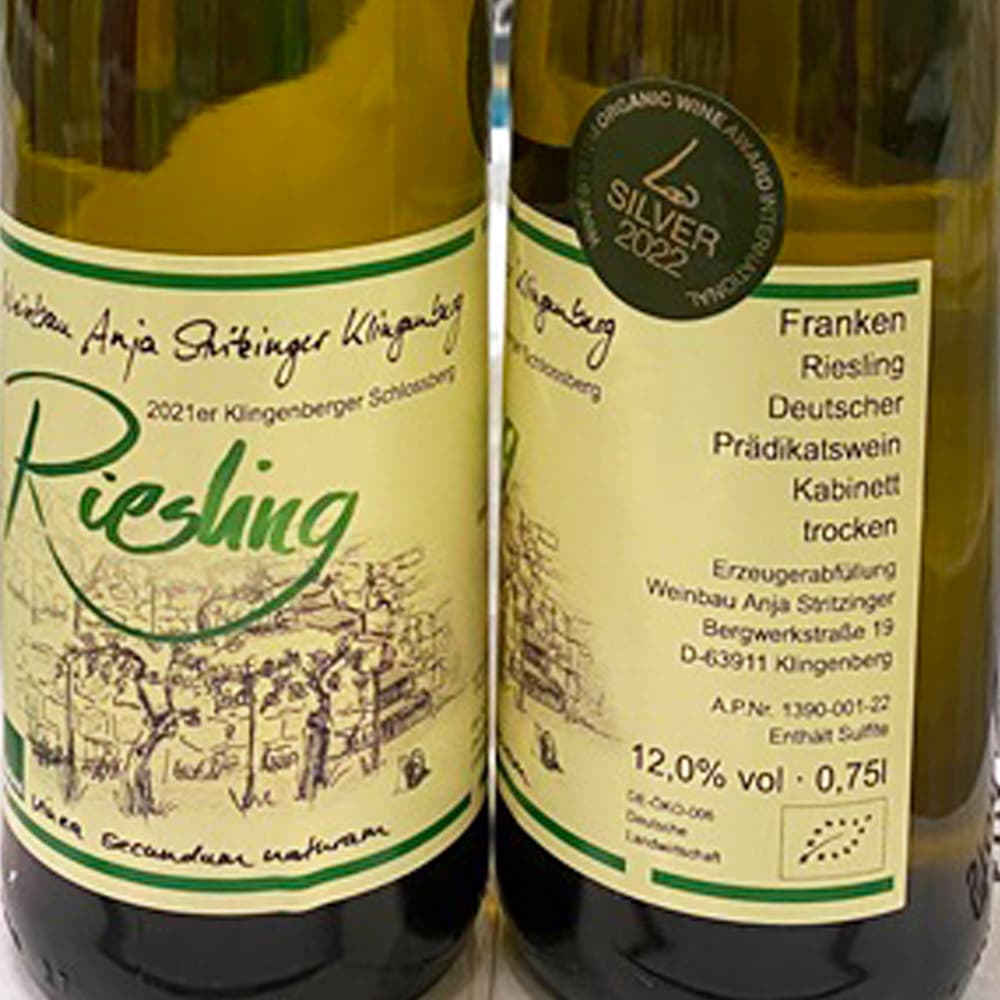 Weinbau Anja Stritzinger Klingenberg
2021er Klingenberger Schlossberg
Riesling
Vinea secundum naturam
ORGANIC WINE AWARD INTERNATIONAL
SILVER
2022
Klingenberg
Schlossberg
Franken
Riesling
Deutscher
Prädikatswein
Kabinett
trocken
Erzeugerabfüllung
Weinbau Anja Stritzinger
Bergwerkstraße 19
D-63911 Klingenberg
A.P.Nr. 1390-001-22
Enthält Sulfite
12,0% vol · 0,75l
DE-ÖKO-006
Deutsche
Landwirtschaft